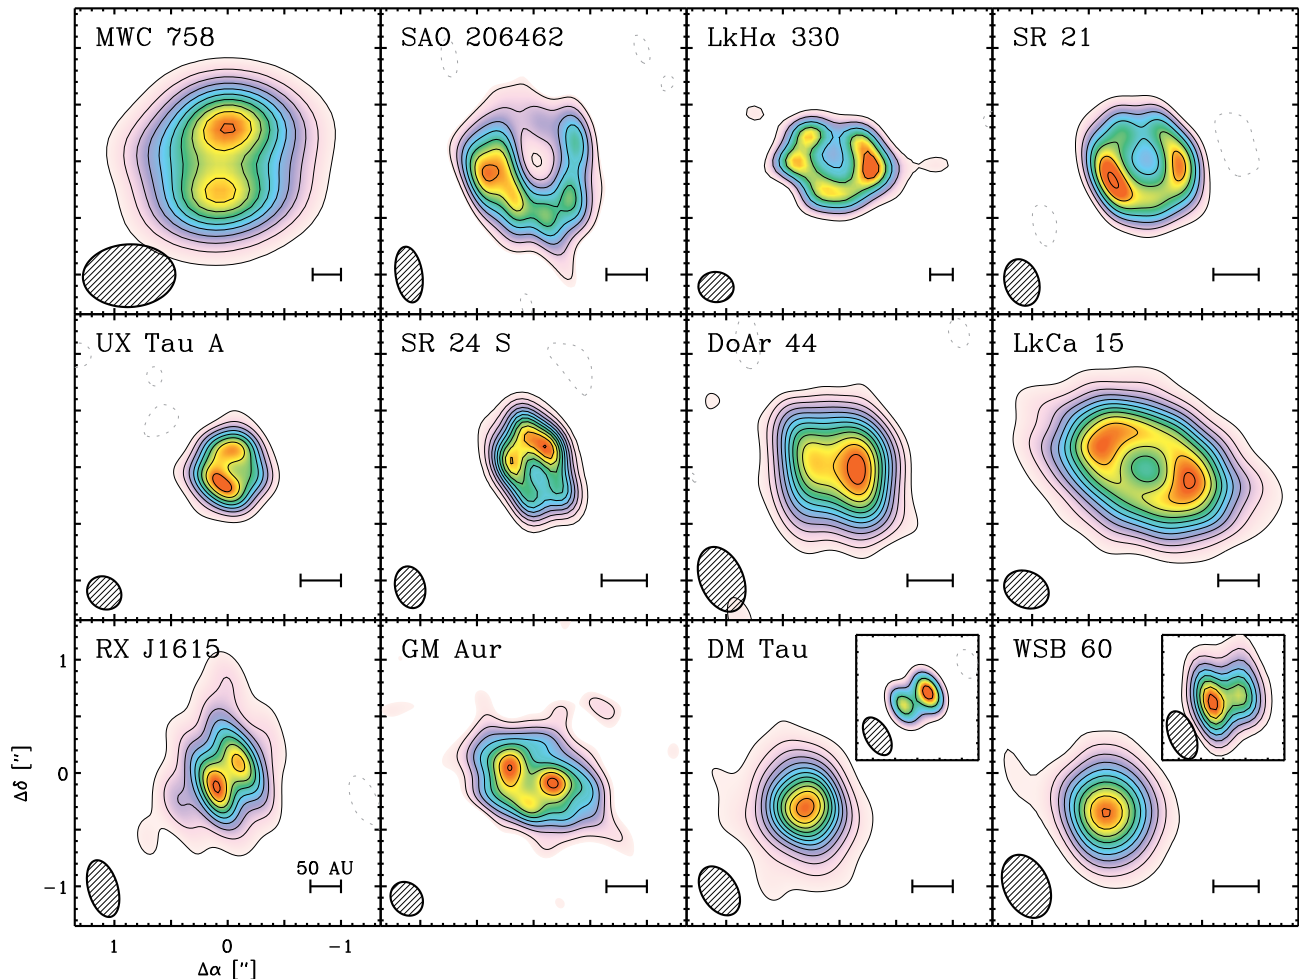 MWC 758
SAO 206462
LkHα 330
SR 21
UX Tau A
SR 24 S
DoAr 44
LkCa 15
RX J1615
GM Aur
DM Tau
WSB 60
1
0
−1
Δδ ["]
50 AU
1 0 −1
Δα ["]